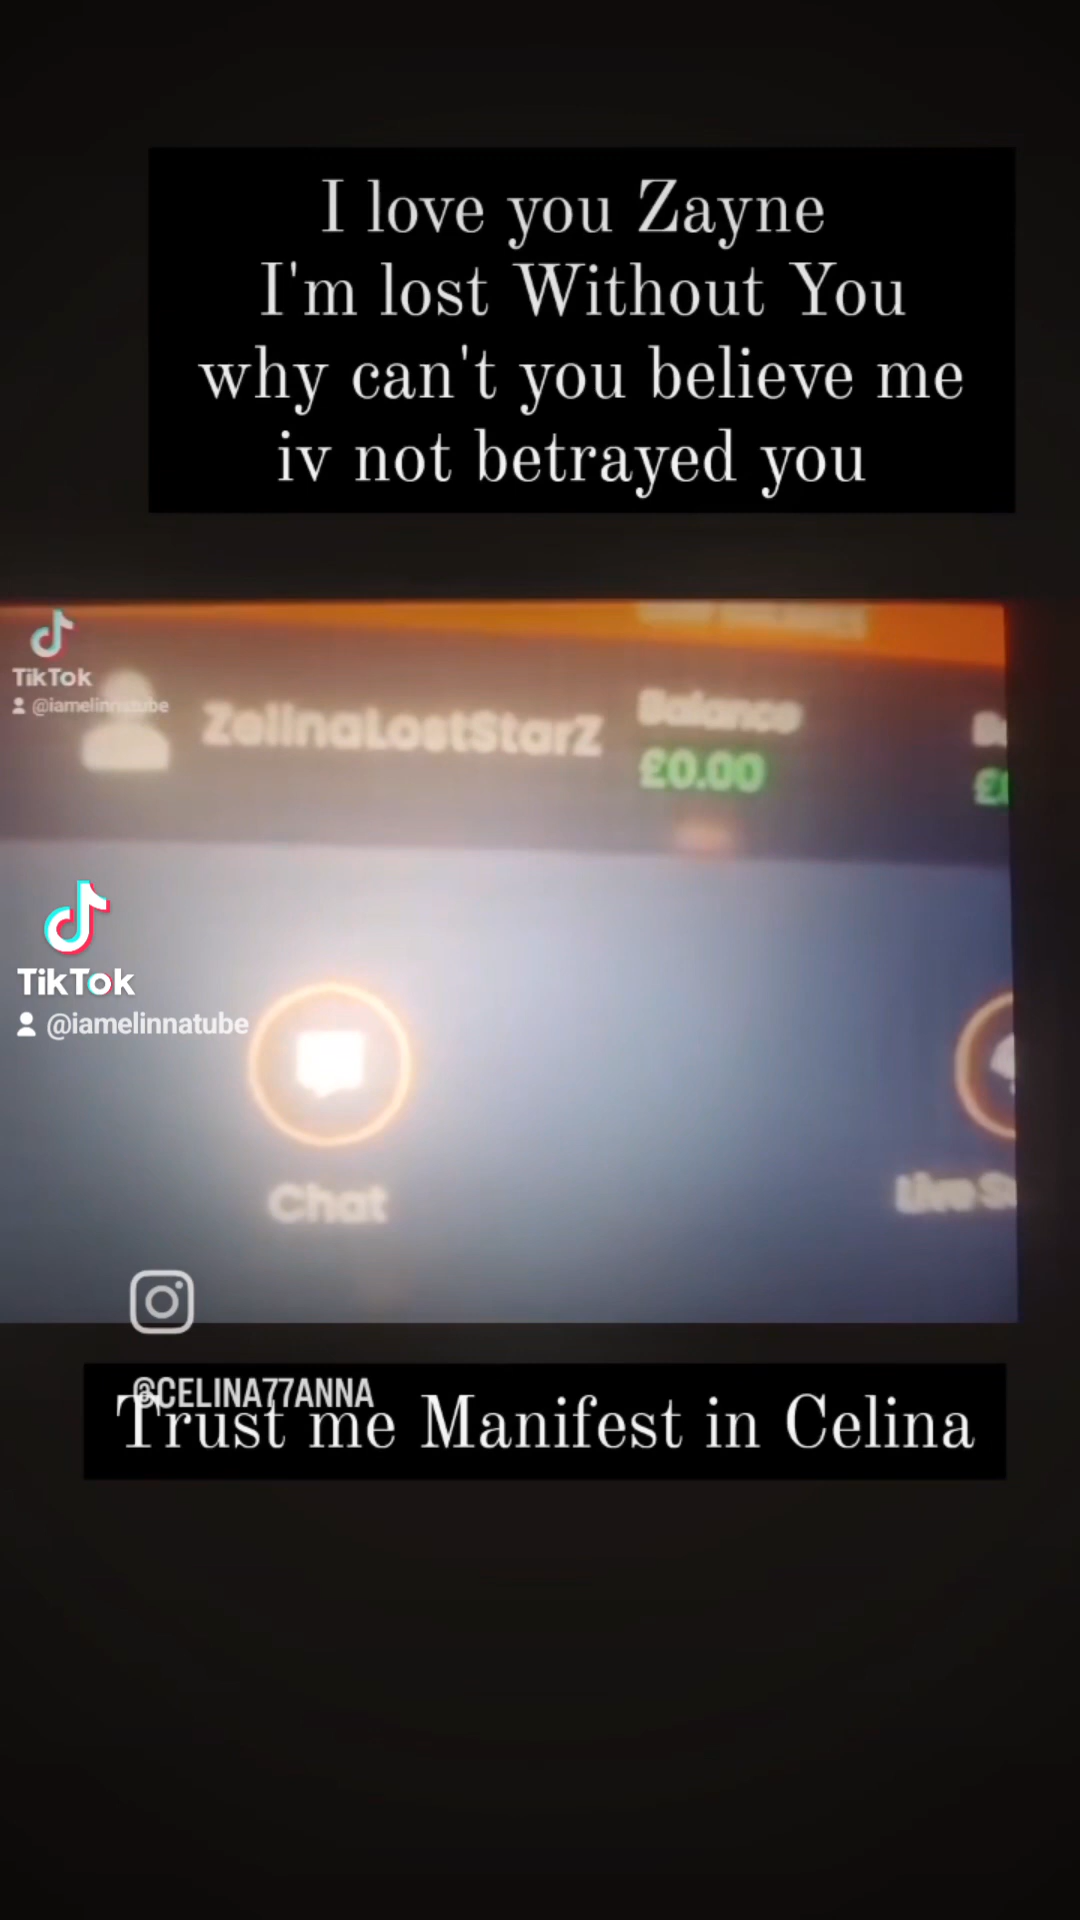 I love you Zayne
I'm lost Without You
why can't you believe me
iv not betrayed you
TikTok
@iamelinnatube
ZelinaLostStarZ
Balance
£0.00
TikTok
@iamelinnatube
Chat
@CELINA77ANNA
Trust me Manifest in Celina